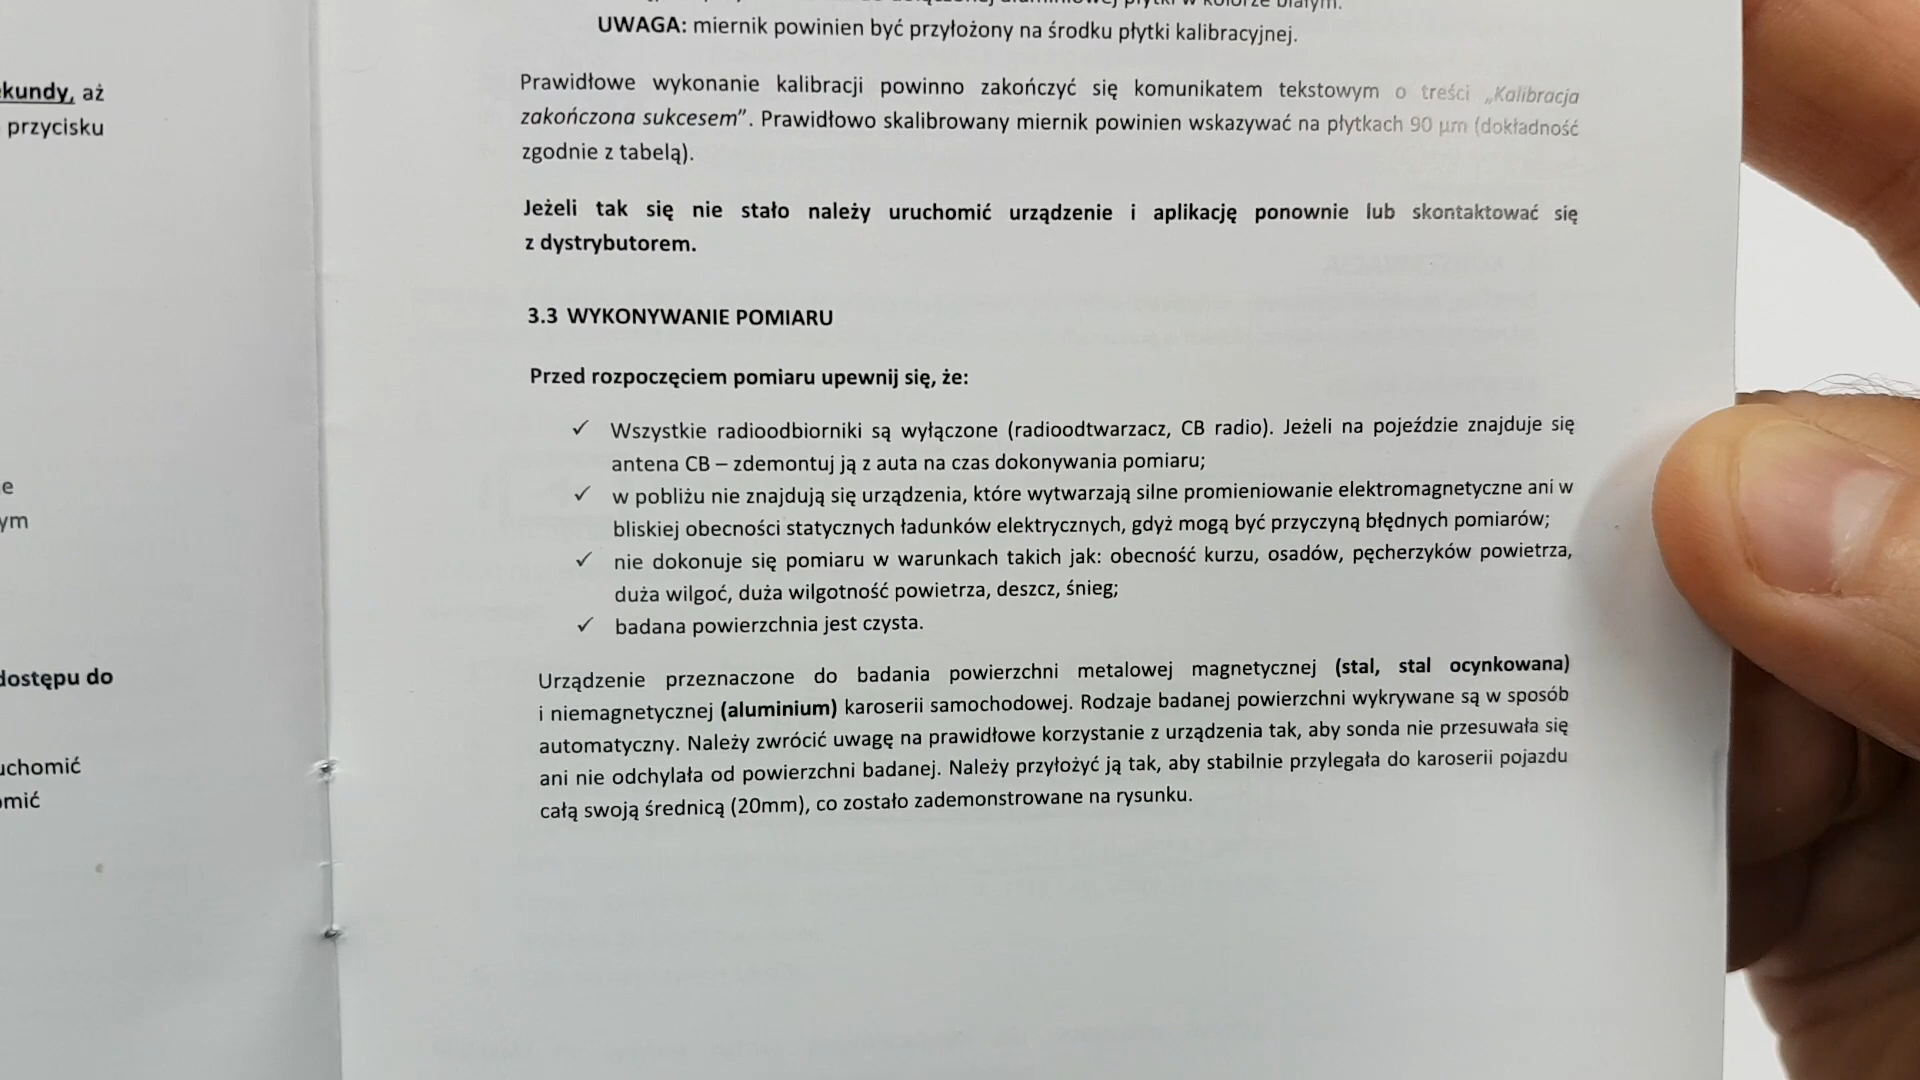 kundy, aż
przycisku
dostępu do
UWAGA: miernik powinien być przyłożony na środku płytki kalibracyjnej.
Prawidłowe wykonanie kalibracji powinno zakończyć się komunikatem tekstowym o treści „Kalibracja
zakończona sukcesem”. Prawidłowo skalibrowany miernik powinien wskazywać na płytkach 90 µm (dokładność
zgodnie z tabelą).
Jeżeli tak się nie stało należy uruchomić urządzenie i aplikację ponownie lub skontaktować się
z dystrybutorem.
3.3 WYKONYWANIE POMIARU
Przed rozpoczęciem pomiaru upewnij się, że:
✓ Wszystkie radioodbiorniki są wyłączone (radioodtwarzacz, CB radio). Jeżeli na pojeździe znajduje się
antena CB – zdemontuj ją z auta na czas dokonywania pomiaru;
✓ w pobliżu nie znajdują się urządzenia, które wytwarzają silne promieniowanie elektromagnetyczne ani w
bliskiej obecności statycznych ładunków elektrycznych, gdyż mogą być przyczyną błędnych pomiarów;
✓ nie dokonuje się pomiaru w warunkach takich jak: obecność kurzu, osadów, pęcherzyków powietrza,
duża wilgoć, duża wilgotność powietrza, deszcz, śnieg;
✓ badana powierzchnia jest czysta.
Urządzenie przeznaczone do badania powierzchni metalowej magnetycznej (stal, stal ocynkowana)
i niemagnetycznej (aluminium) karoserii samochodowej. Rodzaje badanej powierzchni wykrywane są w sposób
automatyczny. Należy zwrócić uwagę na prawidłowe korzystanie z urządzenia tak, aby sonda nie przesuwała się
ani nie odchylała od powierzchni badanej. Należy przyłożyć ją tak, aby stabilnie przylegała do karoserii pojazdu
całą swoją średnicą (20mm), co zostało zademonstrowane na rysunku.